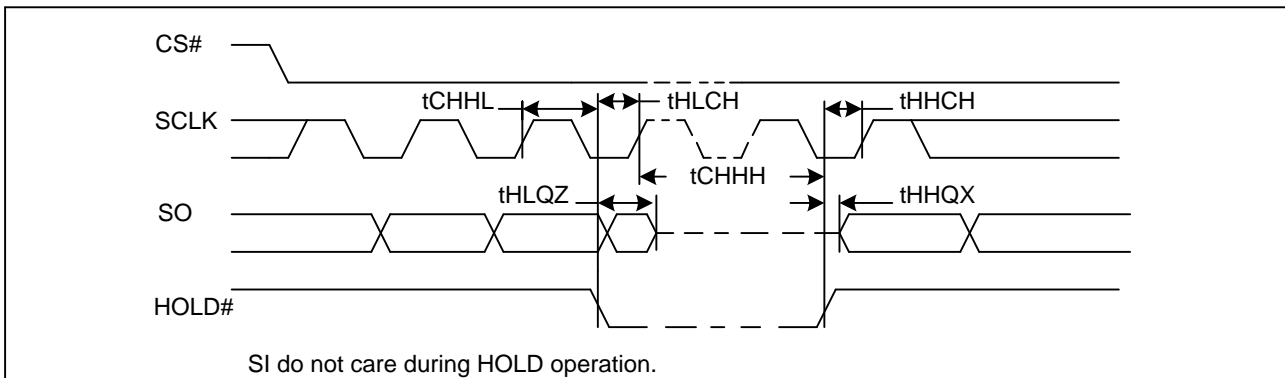 CS#
tCHHL
tHLCH
tHHCH
SCLK
tCHHH
tHLQZ
tHHQX
SO
HOLD#
SI do not care during HOLD operation.